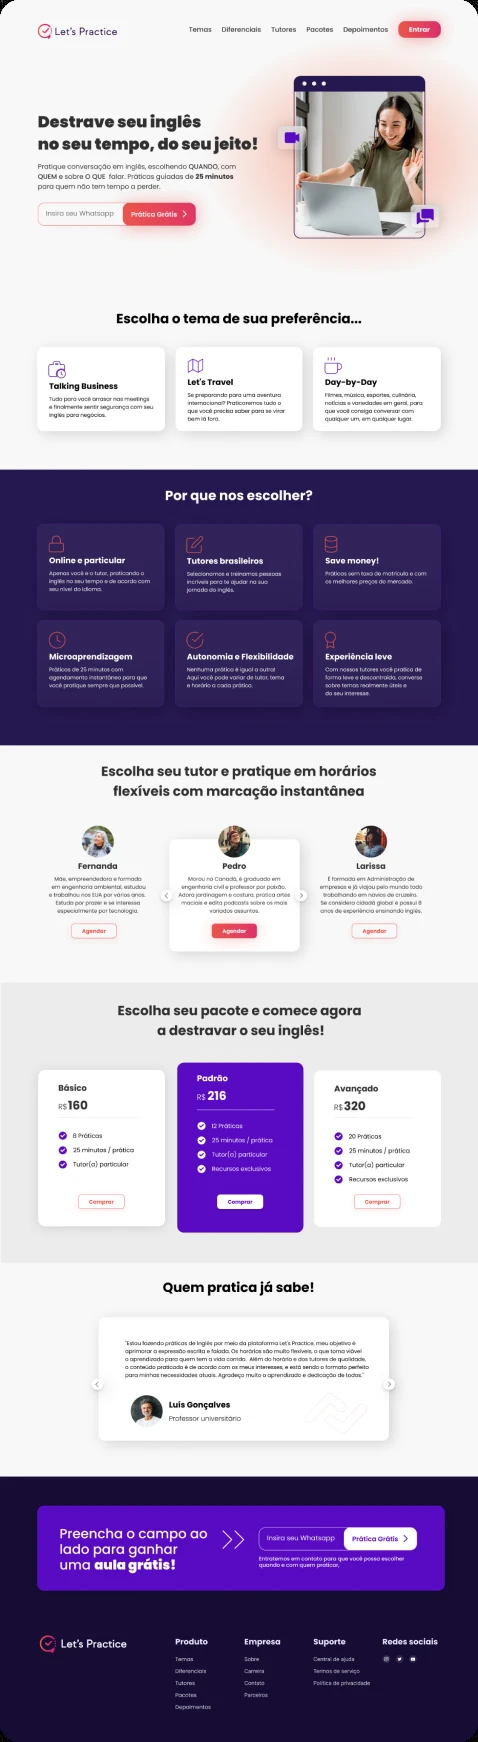 Let's Practice
Temas Diferenciais Tutores Pacotes Depoimentos Entrar
Destrave seu inglês
no seu tempo, do seu jeito!
Pratique conversação em inglês, escolhendo QUANDO, com
QUEM e sobre O QUE falar. Práticas guiadas de 25 minutos
para quem não tem tempo a perder.
Insira seu Whatsapp Prática Grátis
Escolha o tema de sua preferência...
Talking Business
Tudo para você arrasar nas meetings
e finalmente sentir segurança com seu
inglês para negócios.
Let's Travel
Se preparando para uma aventura
internacional? Praticaremos tudo o
que você precisa saber para se virar
bem lá fora.
Day-by-Day
Filmes, música, esportes, culinária,
notícias e variedades em geral, para
que você consiga conversar com
qualquer um, em qualquer lugar.
Por que nos escolher?
Online e particular
Apenas você e o tutor, praticando o
inglês no seu tempo e de acordo com
seu nível do idioma.
Tutores brasileiros
Selecionamos e treinamos pessoas
incríveis para te ajudar na sua
jornada do inglês.
Save money!
Práticas sem taxa de matrícula e com
os melhores preços do mercado.
Microaprendizagem
Práticas de 25 minutos com
agendamento instantâneo para que
você pratique sempre que possível.
Autonomia e Flexibilidade
Nenhuma prática é igual a outra!
Aqui você pode variar de tutor, tema
e horário a cada prática.
Experiência leve
Com nossos tutores você pratica de
forma leve e descontraída, conversa
sobre temas realmente úteis e
do seu interesse.
Escolha seu tutor e pratique em horários
flexíveis com marcação instantânea
Fernanda
Mãe, empreendedora e formada
em engenharia ambiental, estudou
e trabalhou nos EUA por vários anos.
Estuda por prazer e se interessa
especialmente por tecnologia.
Agendar
Pedro
Morou no Canadá, é graduado em
engenharia civil e professor por paixão.
Adora jardinagem e costura, pratica artes
marciais e edita podcasts sobre os mais
variados assuntos.
Agendar
Larissa
É formada em Administração de
empresas e já viajou pelo mundo todo
trabalhando em navios de cruzeiro.
Se considera cidadã global e possui 8
anos de experiência ensinando inglês.
Agendar
Escolha seu pacote e comece agora
a destravar o seu inglês!
Básico
R$ 160
8 Práticas
25 minutos / prática
Tutor(a) particular
Comprar
Padrão
R$ 216
12 Práticas
25 minutos / prática
Tutor(a) particular
Recursos exclusivos
Comprar
Avançado
R$ 320
20 Práticas
25 minutos / prática
Tutor(a) particular
Recursos exclusivos
Comprar
Quem pratica já sabe!
"Estou fazendo práticas de inglês por meio da plataforma Let's Practice, meu objetivo é
aprimorar a expressão escrita e falada. Os horários são muito flexíveis, o que torna viável
o aprendizado para quem tem a vida corrida. Além do horário e dos tutores de qualidade,
o conteúdo praticado é de acordo com os meus interesses, e está sendo o formato perfeito
para minhas necessidades atuais. Agradeço muito o aprendizado e dedicação de todos."
Luís Gonçalves
Professor universitário
Preencha o campo ao
lado para ganhar
uma aula grátis!
Insira seu Whatsapp Prática Grátis
Entratemos em contato para que você possa escolher
quando e com quem praticar,
Let's Practice
Produto
Temas
Diferenciais
Tutores
Pacotes
Depoimentos
Empresa
Sobre
Carreira
Contato
Parceiros
Suporte
Central de ajuda
Termos de serviço
Política de privacidade
Redes sociais